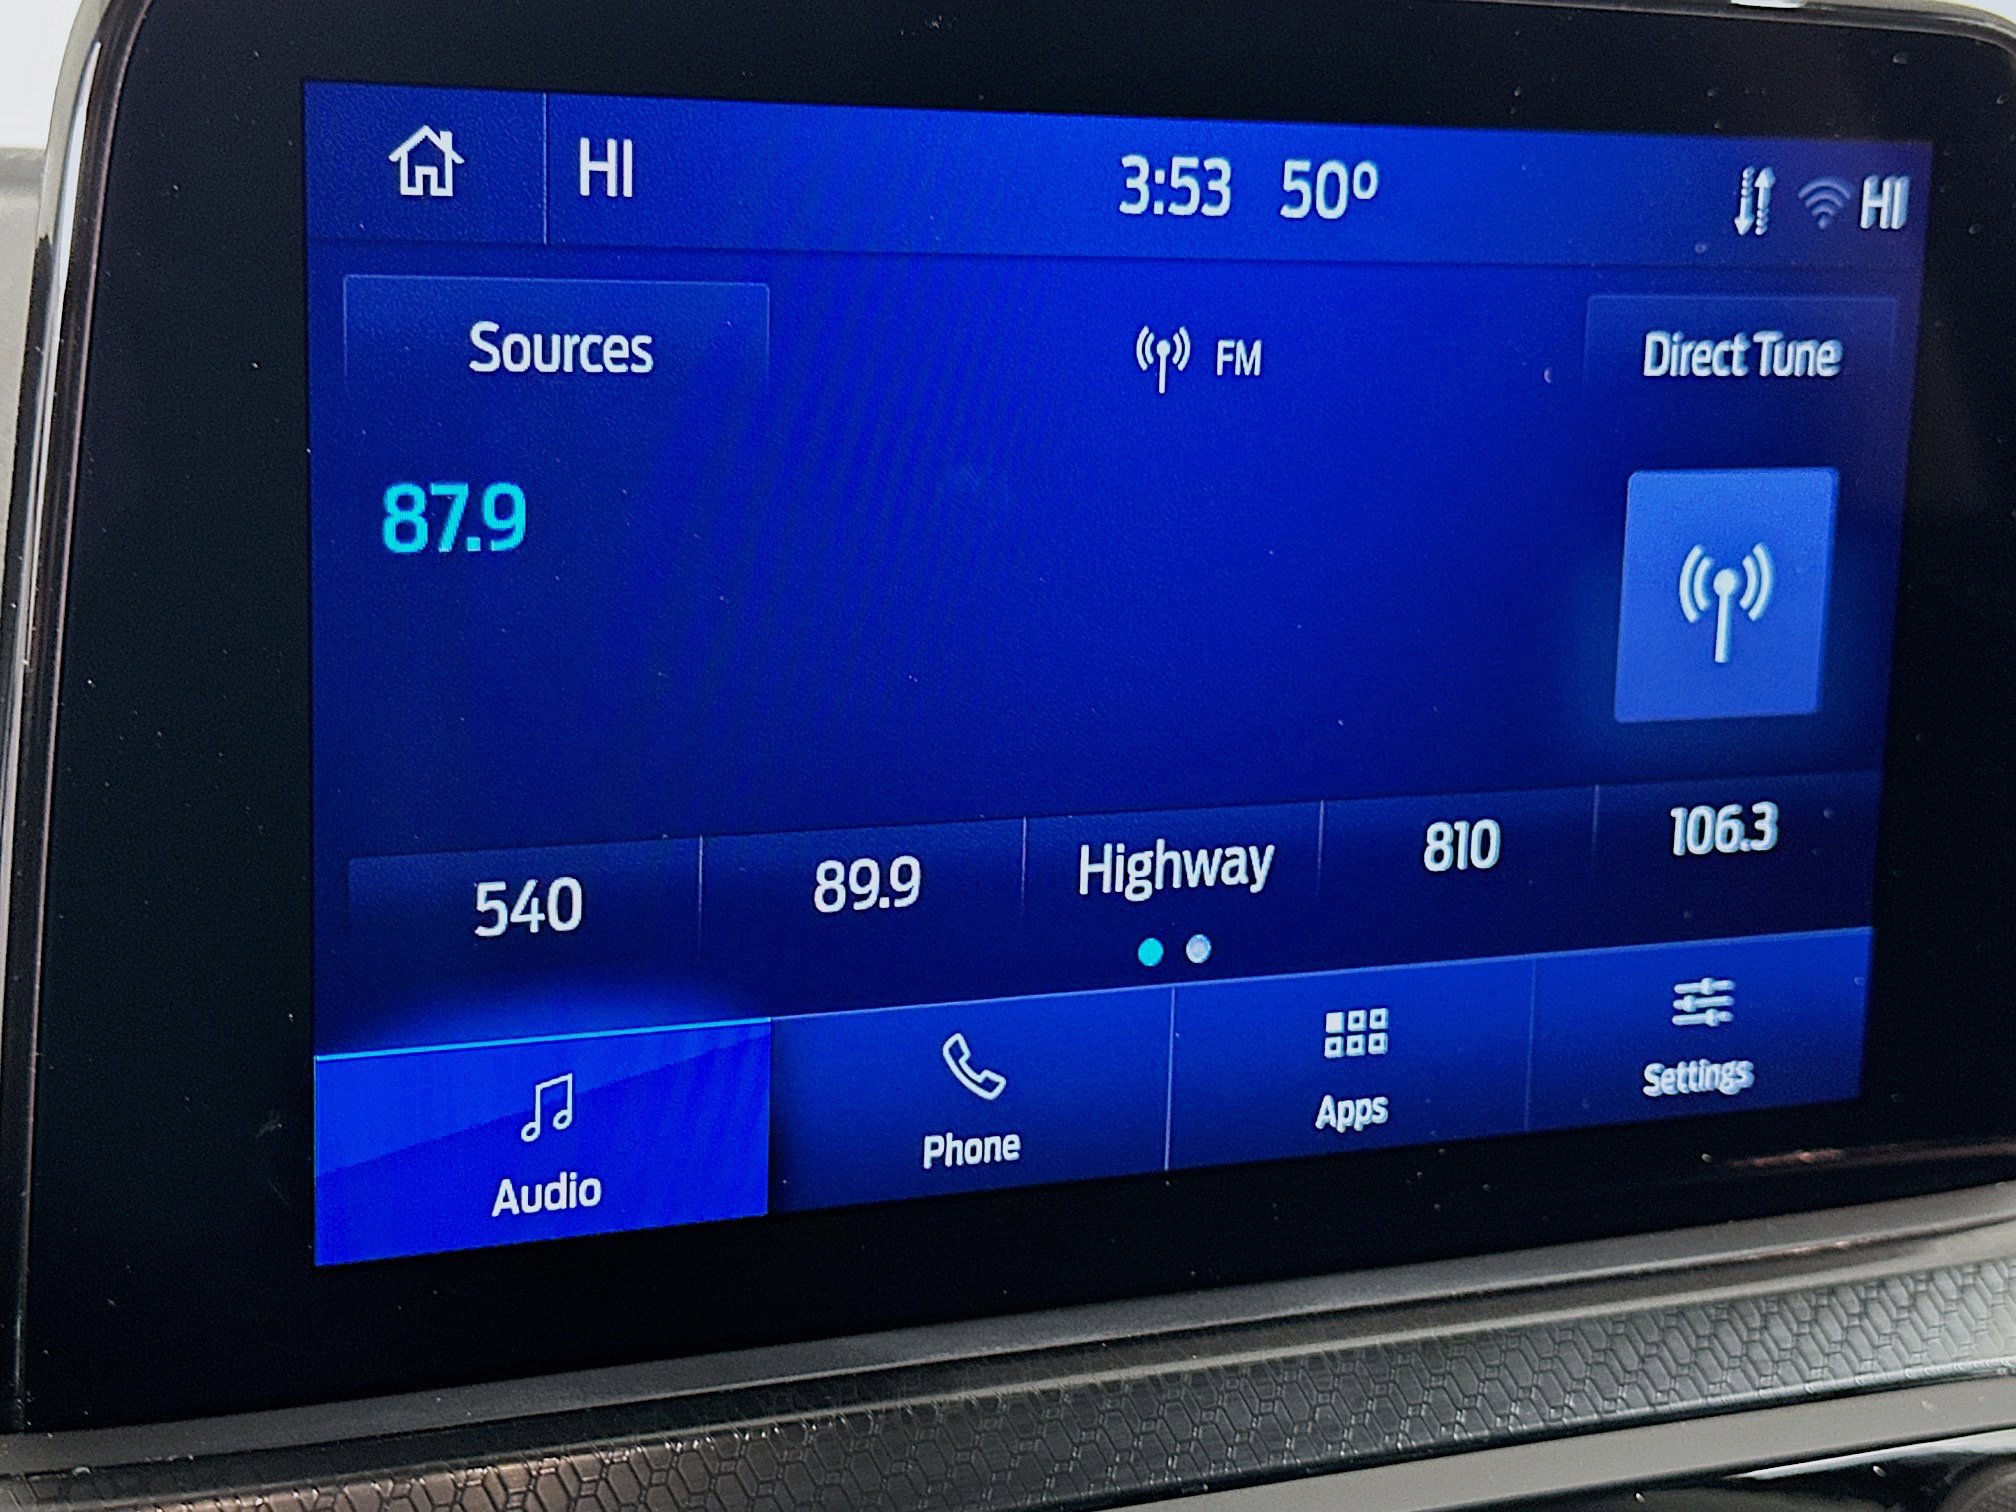 HI 3:53 50° HI
Sources FM Direct Tune
87.9
540 89.9 Highway 810 106.3
Audio Phone Apps Settings